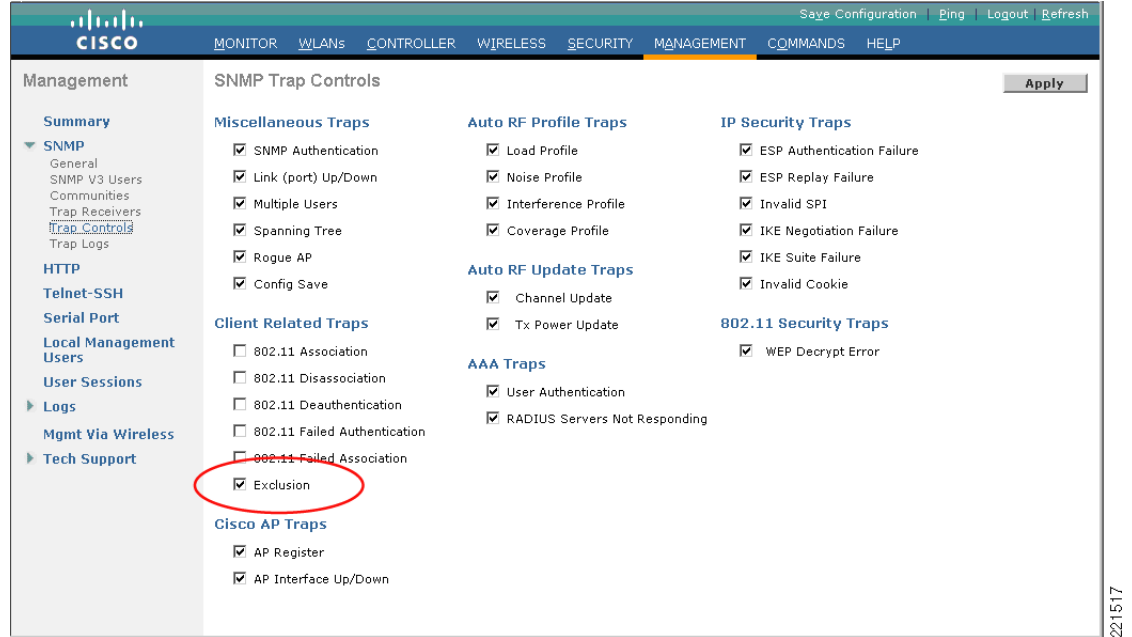 Save Configuration | Ping | Logout | Refresh
CISCO
MONITOR WLANs CONTROLLER WIRELESS SECURITY MANAGEMENT COMMANDS HELP
Management
Summary
SNMP
General
SNMP V3 Users
Communities
Trap Receivers
Trap Controls
Trap Logs
HTTP
Telnet-SSH
Serial Port
Local Management
Users
User Sessions
Logs
Mgmt Via Wireless
Tech Support
SNMP Trap Controls
Apply
Miscellaneous Traps
SNMP Authentication
Link (port) Up/Down
Multiple Users
Spanning Tree
Rogue AP
Config Save
Client Related Traps
802.11 Association
802.11 Disassociation
802.11 Deauthentication
802.11 Failed Authentication
802.11 Failed Association
Exclusion
Cisco AP Traps
AP Register
AP Interface Up/Down
Auto RF Profile Traps
Load Profile
Noise Profile
Interference Profile
Coverage Profile
Auto RF Update Traps
Channel Update
Tx Power Update
AAA Traps
User Authentication
RADIUS Servers Not Responding
IP Security Traps
ESP Authentication Failure
ESP Replay Failure
Invalid SPI
IKE Negotiation Failure
IKE Suite Failure
Invalid Cookie
802.11 Security Traps
WEP Decrypt Error
221517